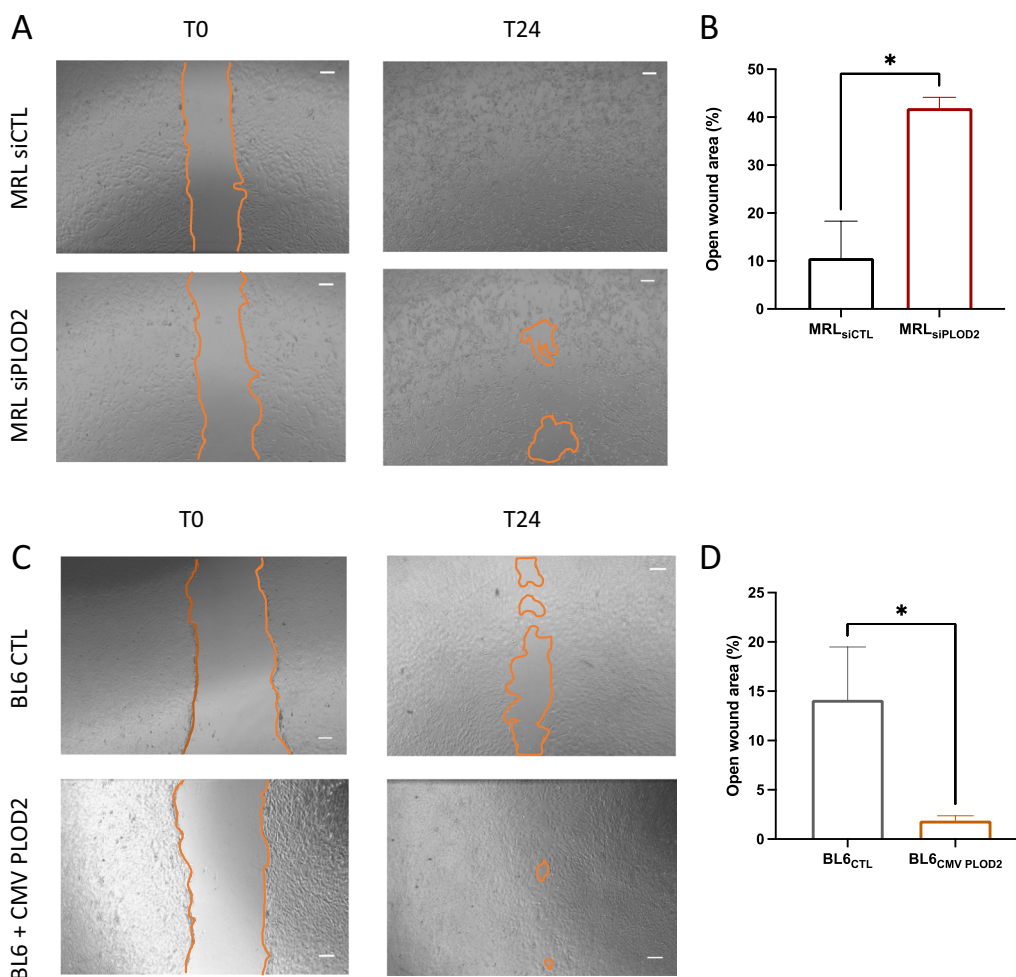 A
T0
T24
MRL siCTL
MRL siPLOD2
B
*
Open wound area (%)
50
40
30
20
10
0
MRLsiCTL
MRLsiPLOD2
C
T0
T24
BL6 CTL
BL6 + CMV PLOD2
D
*
Open wound area (%)
25
20
15
10
5
0
BL6CTL
BL6CMV PLOD2